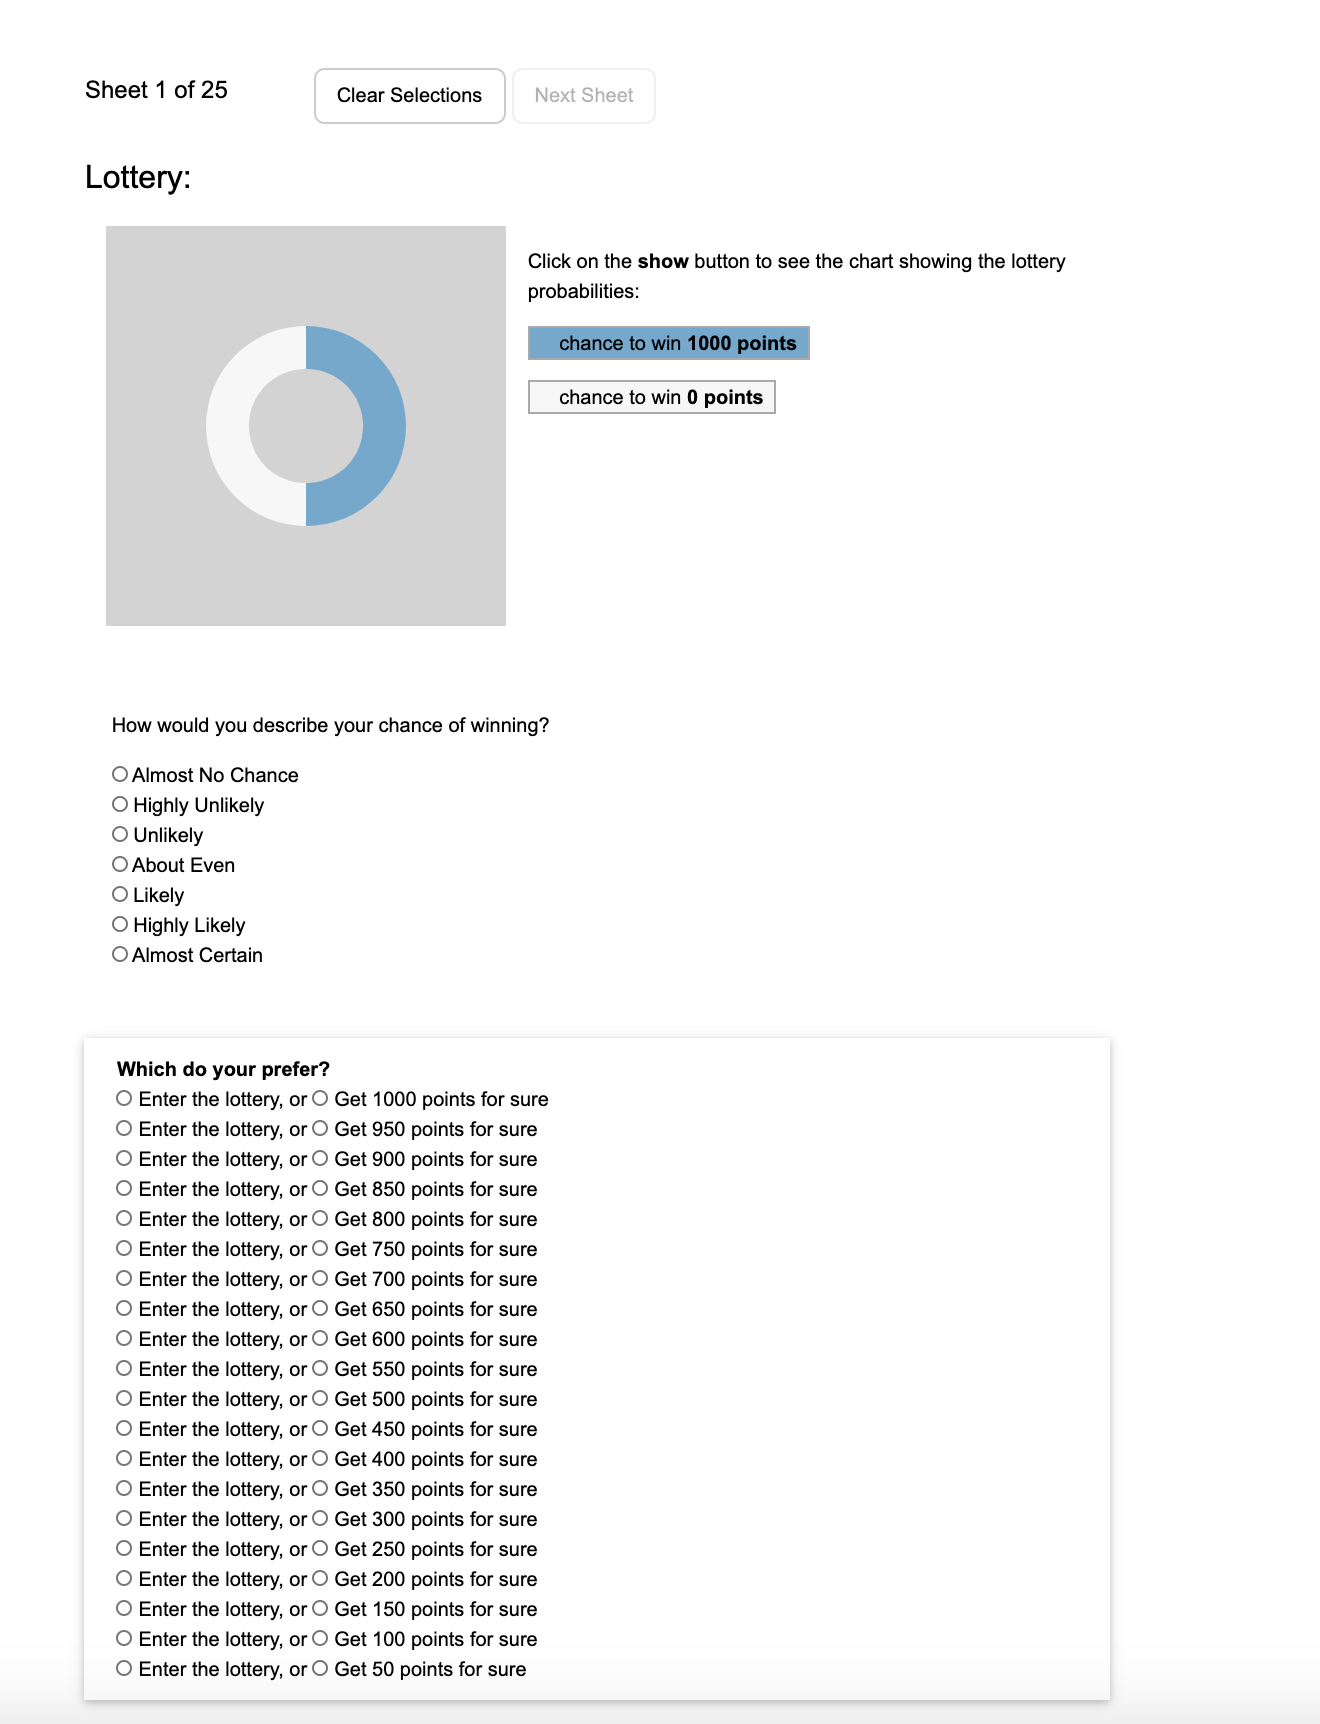 Sheet 1 of 25
Clear Selections
Next Sheet
Lottery:
Click on the show button to see the chart showing the lottery
probabilities:
chance to win 1000 points
chance to win 0 points
How would you describe your chance of winning?
Almost No Chance
Highly Unlikely
Unlikely
About Even
Likely
Highly Likely
Almost Certain
Which do your prefer?
Enter the lottery, or Get 1000 points for sure
Enter the lottery, or Get 950 points for sure
Enter the lottery, or Get 900 points for sure
Enter the lottery, or Get 850 points for sure
Enter the lottery, or Get 800 points for sure
Enter the lottery, or Get 750 points for sure
Enter the lottery, or Get 700 points for sure
Enter the lottery, or Get 650 points for sure
Enter the lottery, or Get 600 points for sure
Enter the lottery, or Get 550 points for sure
Enter the lottery, or Get 500 points for sure
Enter the lottery, or Get 450 points for sure
Enter the lottery, or Get 400 points for sure
Enter the lottery, or Get 350 points for sure
Enter the lottery, or Get 300 points for sure
Enter the lottery, or Get 250 points for sure
Enter the lottery, or Get 200 points for sure
Enter the lottery, or Get 150 points for sure
Enter the lottery, or Get 100 points for sure
Enter the lottery, or Get 50 points for sure